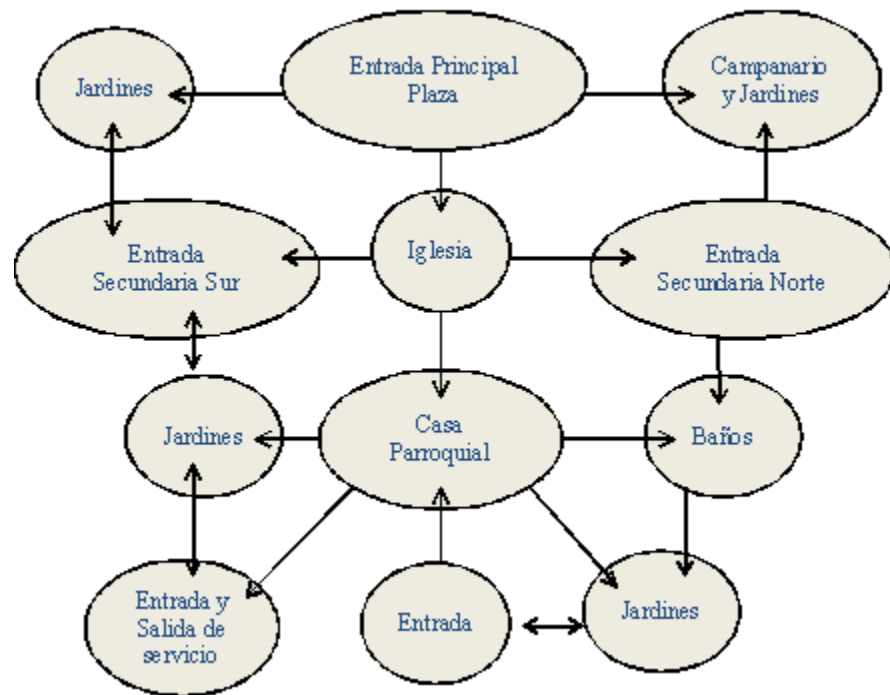 Jardines
Entrada Principal
Plaza
Campanario
y Jardines
Entrada
Secundaria Sur
Iglesia
Entrada
Secundaria Norte
Jardines
Casa
Parroquial
Baños
Entrada y
Salida de
servicio
Entrada
Jardines